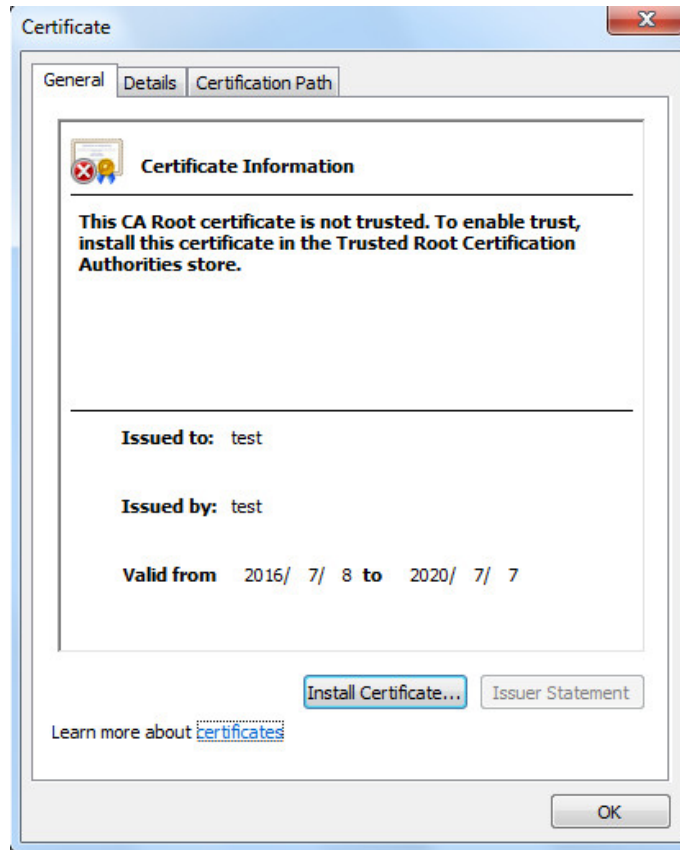 Certificate
General Details Certification Path
Certificate Information
This CA Root certificate is not trusted. To enable trust,
install this certificate in the Trusted Root Certification
Authorities store.
Issued to: test
Issued by: test
Valid from 2016/ 7/ 8 to 2020/ 7/ 7
Install Certificate... Issuer Statement
Learn more about certificates
OK